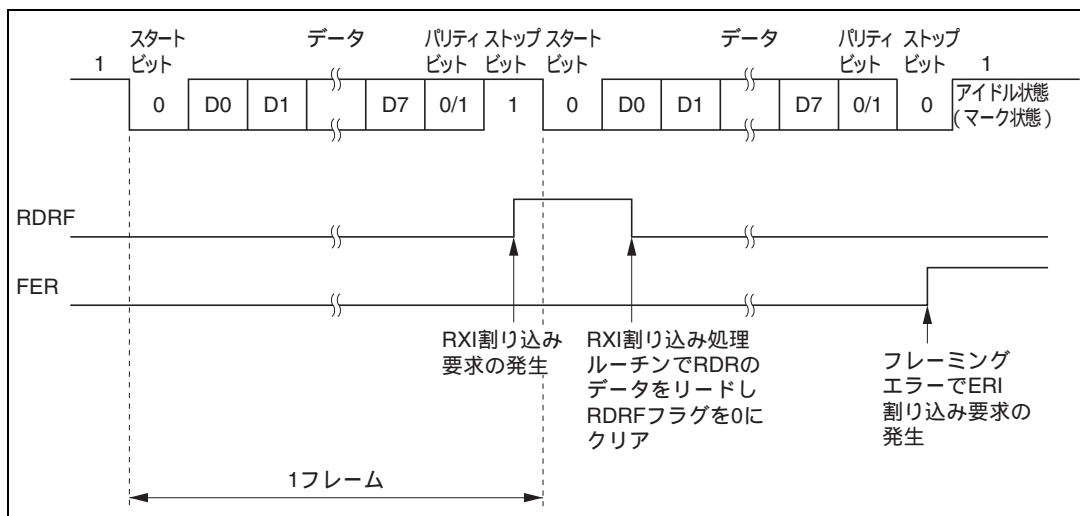 スタート
ビット
データ
パリティ
ビット
ストップ
ビット
スタート
ビット
データ
パリティ
ビット
ストップ
ビット
1
1
0
D0
D1
D7
0/1
1
0
D0
D1
D7
0/1
0
アイドル状態
(マーク状態)
RDRF
FER
RXI割り込み
要求の発生
RXI割り込み処理
ルーチンでRDRの
データをリードし
RDRFフラグを0に
クリア
フレーミング
エラーでERI
割り込み要求の
発生
1フレーム